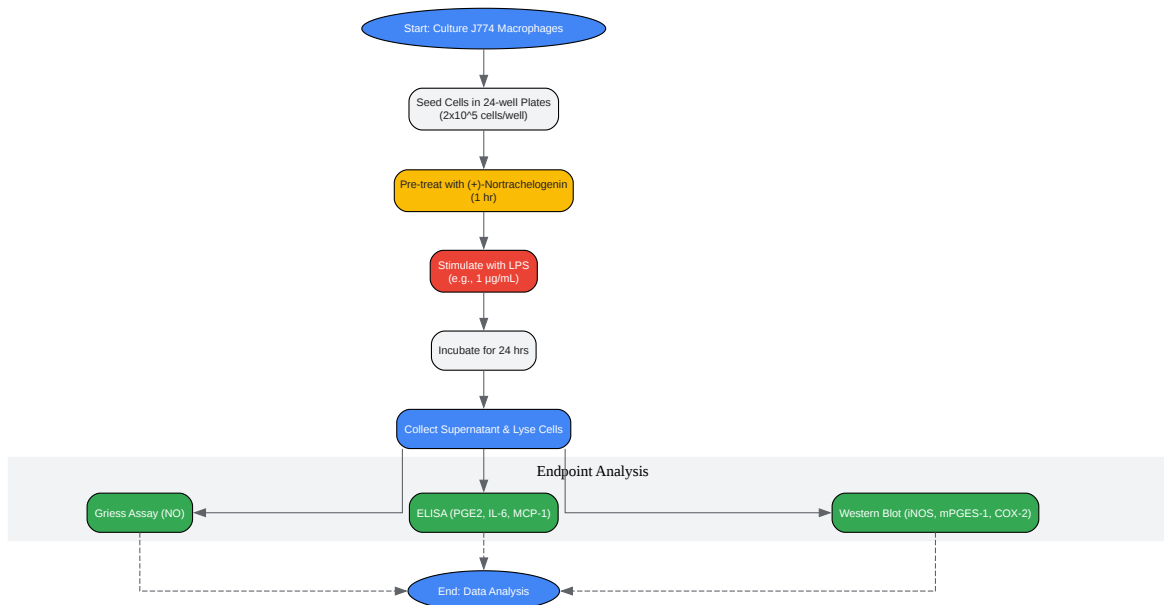 Start: Culture J774 Macrophages
Seed Cells in 24-well Plates
(2x10^5 cells/well)
Pre-treat with (+)-Nortrachelogenin
(1 hr)
Stimulate with LPS
(e.g., 1 μg/mL)
Incubate for 24 hrs
Collect Supernatant & Lyse Cells
Endpoint Analysis
Griess Assay (NO)
ELISA (PGE2, IL-6, MCP-1)
Western Blot (iNOS, mPGES-1, COX-2)
End: Data Analysis